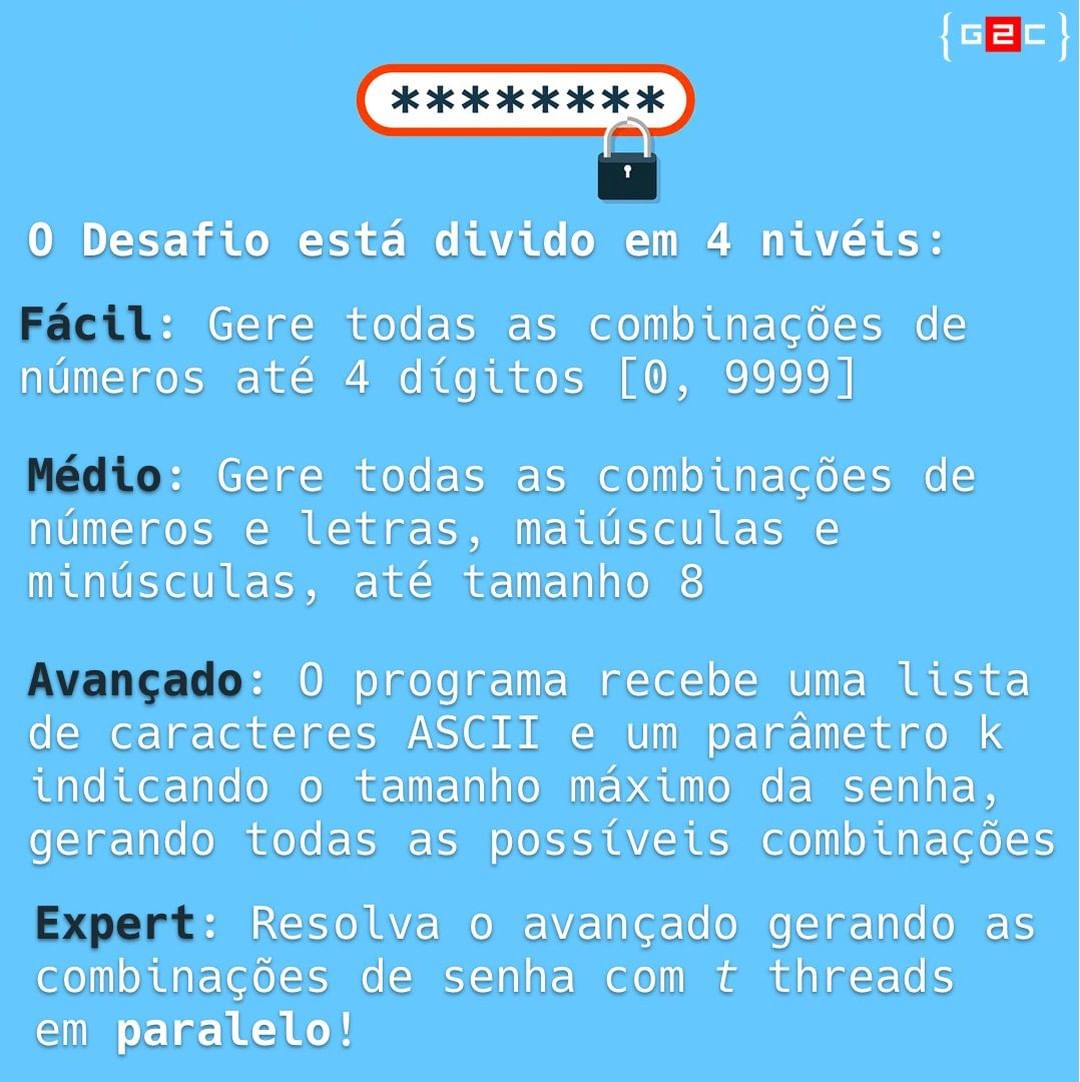 {G2C}
********
O Desafio está divido em 4 nivéis:
Fácil: Gere todas as combinações de
números até 4 dígitos [0, 9999]
Médio: Gere todas as combinações de
números e letras, maiúsculas e
minúsculas, até tamanho 8
Avançado: O programa recebe uma lista
de caracteres ASCII e um parâmetro k
indicando o tamanho máximo da senha,
gerando todas as possíveis combinações
Expert: Resolva o avançado gerando as
combinações de senha com t threads
em paralelo!